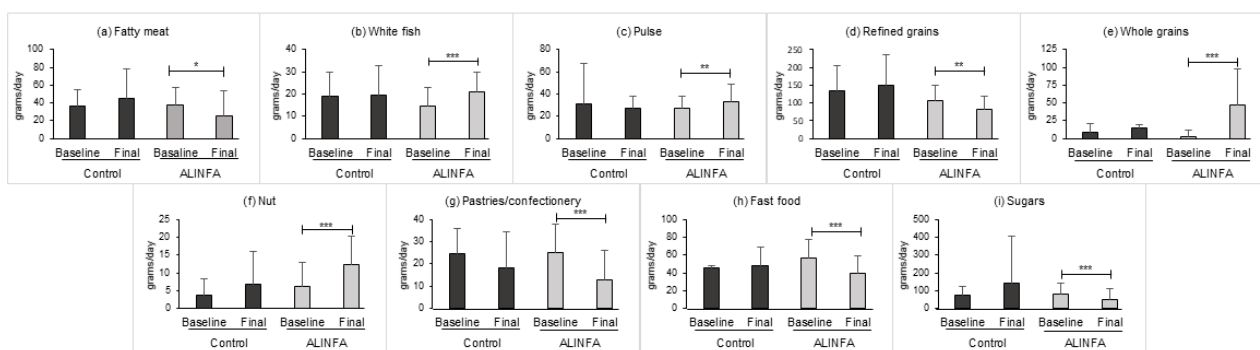 (a) Fatty meat
grams/day
100
80
60
40
20
0
*
Baseline Final Basaline Final
Control ALINFA
(b) White fish
grams/day
40
30
20
10
0
***
Baseline Final Baseline Final
Control ALINFA
(c) Pulse
grams/day
80
60
40
20
0
**
Baseline Final Baseline Final
Control ALINFA
(d) Refined grains
grams/day
250
200
150
100
50
0
**
Baseline Final Baseline Final
Control ALINFA
(e) Whole grains
grams/day
125
100
75
50
25
0
***
Baseline Final Baseline Final
Control ALINFA
(f) Nut
grams/day
25
20
15
10
5
0
***
Baseline Final Baseline Final
Control ALINFA
(g) Pastries/confectionery
grams/day
40
30
20
10
0
***
Baseline Final Baseline Final
Control ALINFA
(h) Fast food
grams/day
100
80
60
40
20
0
***
Baseline Final Baseline Final
Control ALINFA
(i) Sugars
grams/day
500
400
300
200
100
0
***
Baseline Final Baseline Final
Control ALINFA